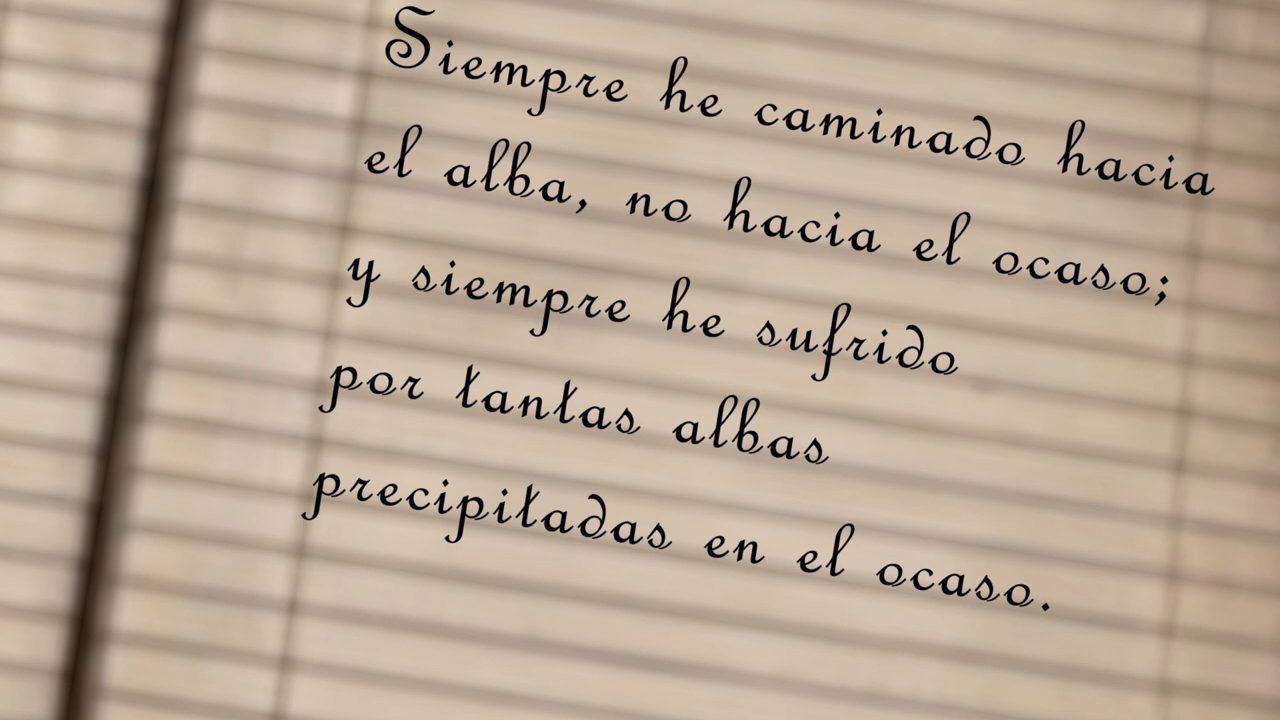 Siempre he caminado hacia
el alba, no hacia el ocaso;
y siempre he sufrido
por tantas albas
precipitadas en el ocaso.